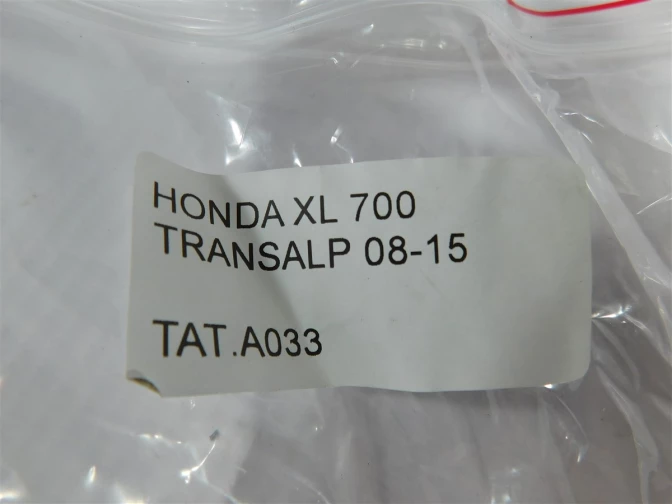 HONDA XL 700
TRANSALP 08-15
TAT.A033